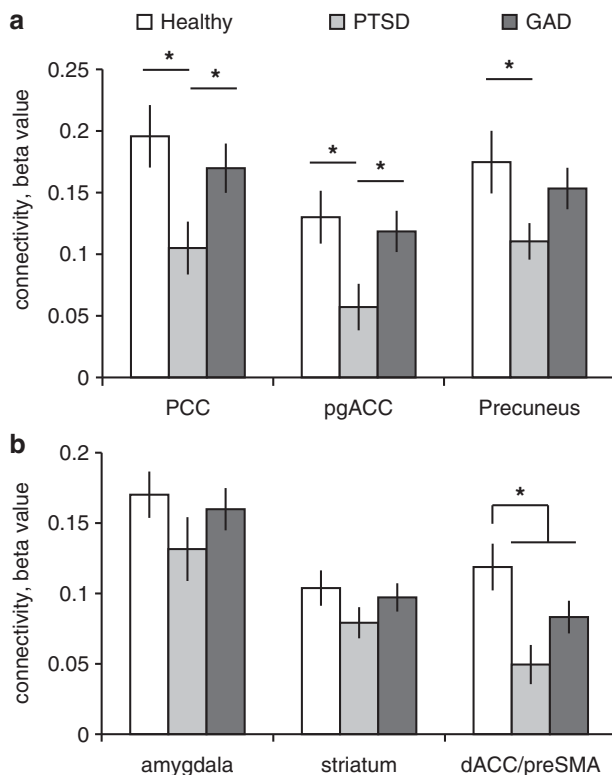 a
Healthy PTSD GAD
connectivity, beta value
0.25
0.2
0.15
0.1
0.05
0
* * * * *
PCC pgACC Precuneus
b
connectivity, beta value
0.2
0.15
0.1
0.05
0
*
amygdala striatum dACC/preSMA